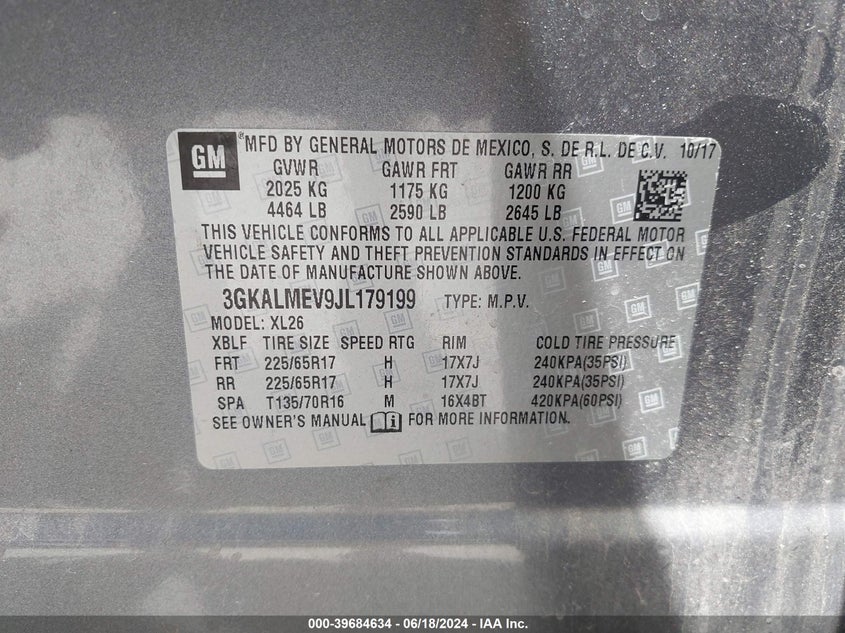 GM ® MFD BY GENERAL MOTORS DE MEXICO, S. DE R.L. DE C.V. 10/17
GVWR GAWR FRT GAWR RR
2025 KG 1175 KG 1200 KG
4464 LB 2590 LB 2645 LB
THIS VEHICLE CONFORMS TO ALL APPLICABLE U.S. FEDERAL MOTOR
VEHICLE SAFETY AND THEFT PREVENTION STANDARDS IN EFFECT ON
THE DATE OF MANUFACTURE SHOWN ABOVE.
3GKALMEV9JL179199 TYPE: M.P.V.
MODEL: XL26
XBLF TIRE SIZE SPEED RTG RIM COLD TIRE PRESSURE
FRT 225/65R17 H 17X7J 240KPA(35PSI)
RR 225/65R17 H 17X7J 240KPA(35PSI)
SPA T135/70R16 M 16X4BT 420KPA(60PSI)
SEE OWNER'S MANUAL FOR MORE INFORMATION.
000-39684634 - 06/18/2024 - IAA Inc.